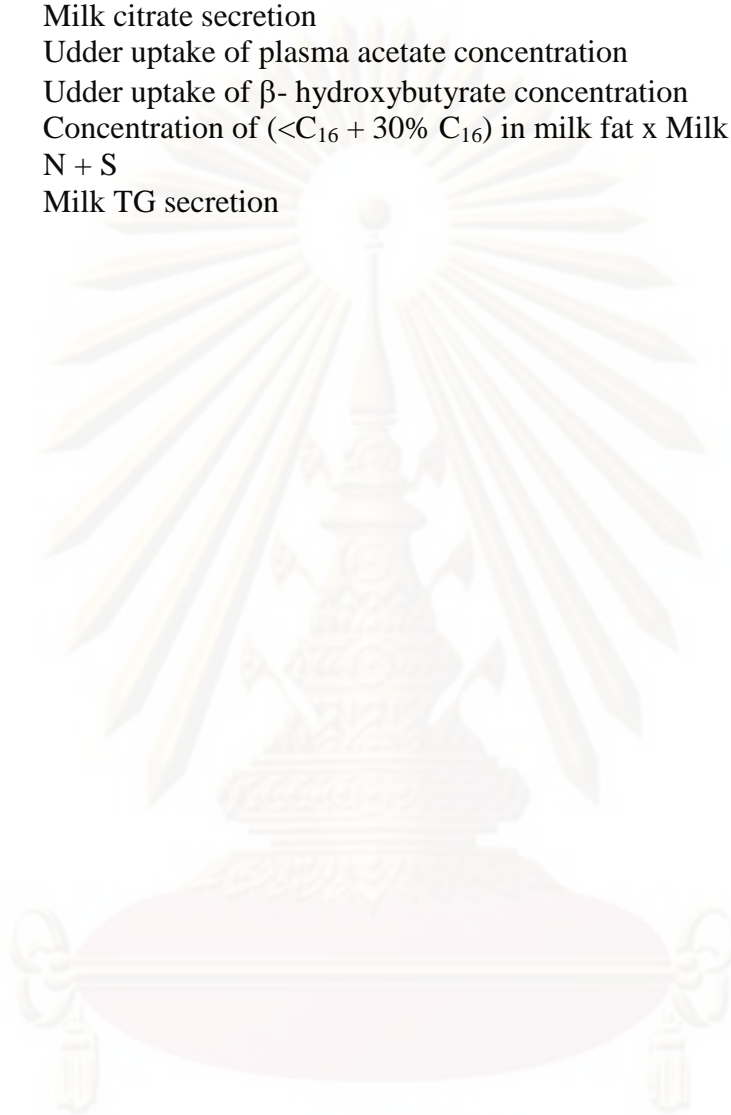 Milk citrate secretion
Udder uptake of plasma acetate concentration
Udder uptake of β- hydroxybutyrate concentration
Concentration of (<C₁₆ + 30% C₁₆) in milk fat x Milk
N + S
Milk TG secretion